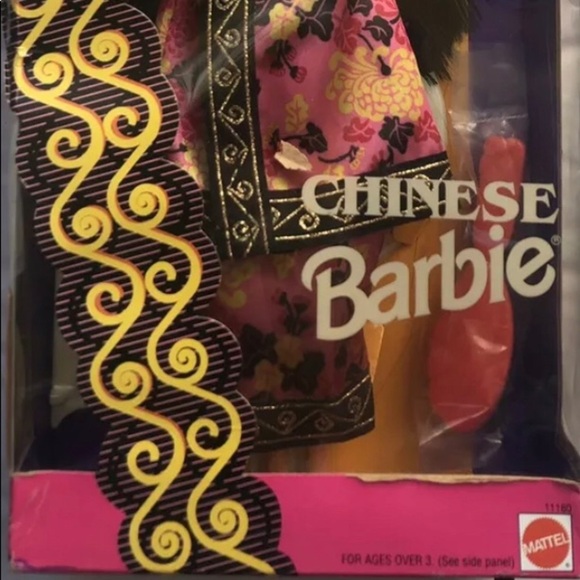 CHINESE
Barbie®
11180
FOR AGES OVER 3. (See side panel)
MATTEL